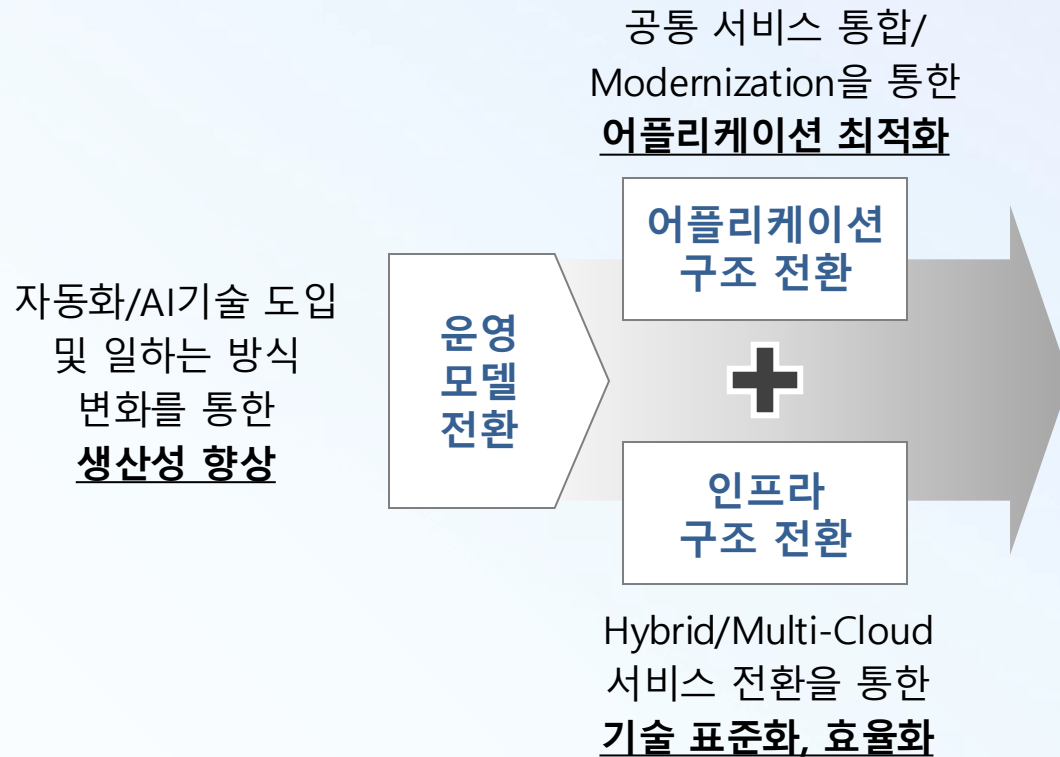 공통 서비스 통합/
Modernization을 통한
어플리케이션 최적화
어플리케이션
구조 전환
자동화/AI기술 도입
및 일하는 방식
변화를 통한
생산성 향상
운영
모델
전환
인프라
구조 전환
Hybrid/Multi-Cloud
서비스 전환을 통한
기술 표준화, 효율화